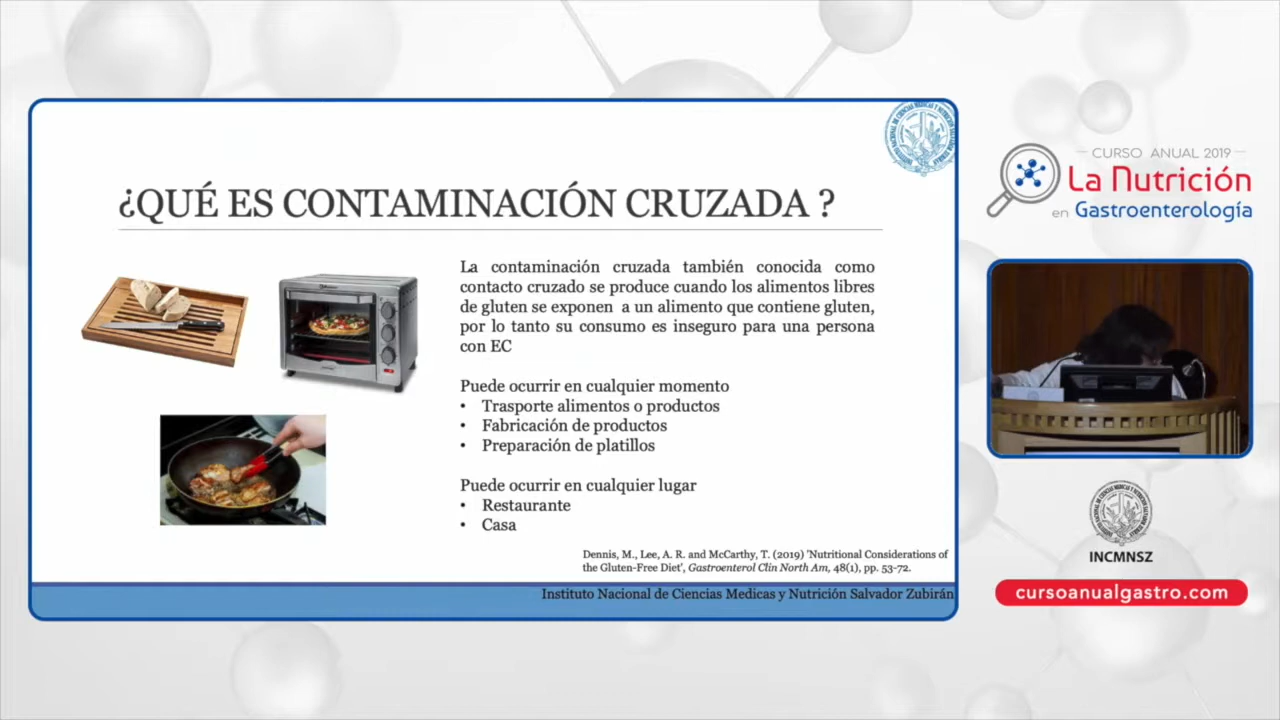 ¿QUÉ ES CONTAMINACIÓN CRUZADA ?
La contaminación cruzada también conocida como
contacto cruzado se produce cuando los alimentos libres
de gluten se exponen a un alimento que contiene gluten,
por lo tanto su consumo es inseguro para una persona
con EC
Puede ocurrir en cualquier momento
• Trasporte alimentos o productos
• Fabricación de productos
• Preparación de platillos
Puede ocurrir en cualquier lugar
• Restaurante
• Casa
Dennis, M., Lee, A. R. and McCarthy, T. (2019) 'Nutritional Considerations of
the Gluten-Free Diet', Gastroenterol Clin North Am, 48(1), pp. 53-72.
Instituto Nacional de Ciencias Medicas y Nutrición Salvador Zubirán
CURSO ANUAL 2019
La Nutrición
en Gastroenterología
INCMNSZ
cursoanualgastro.com